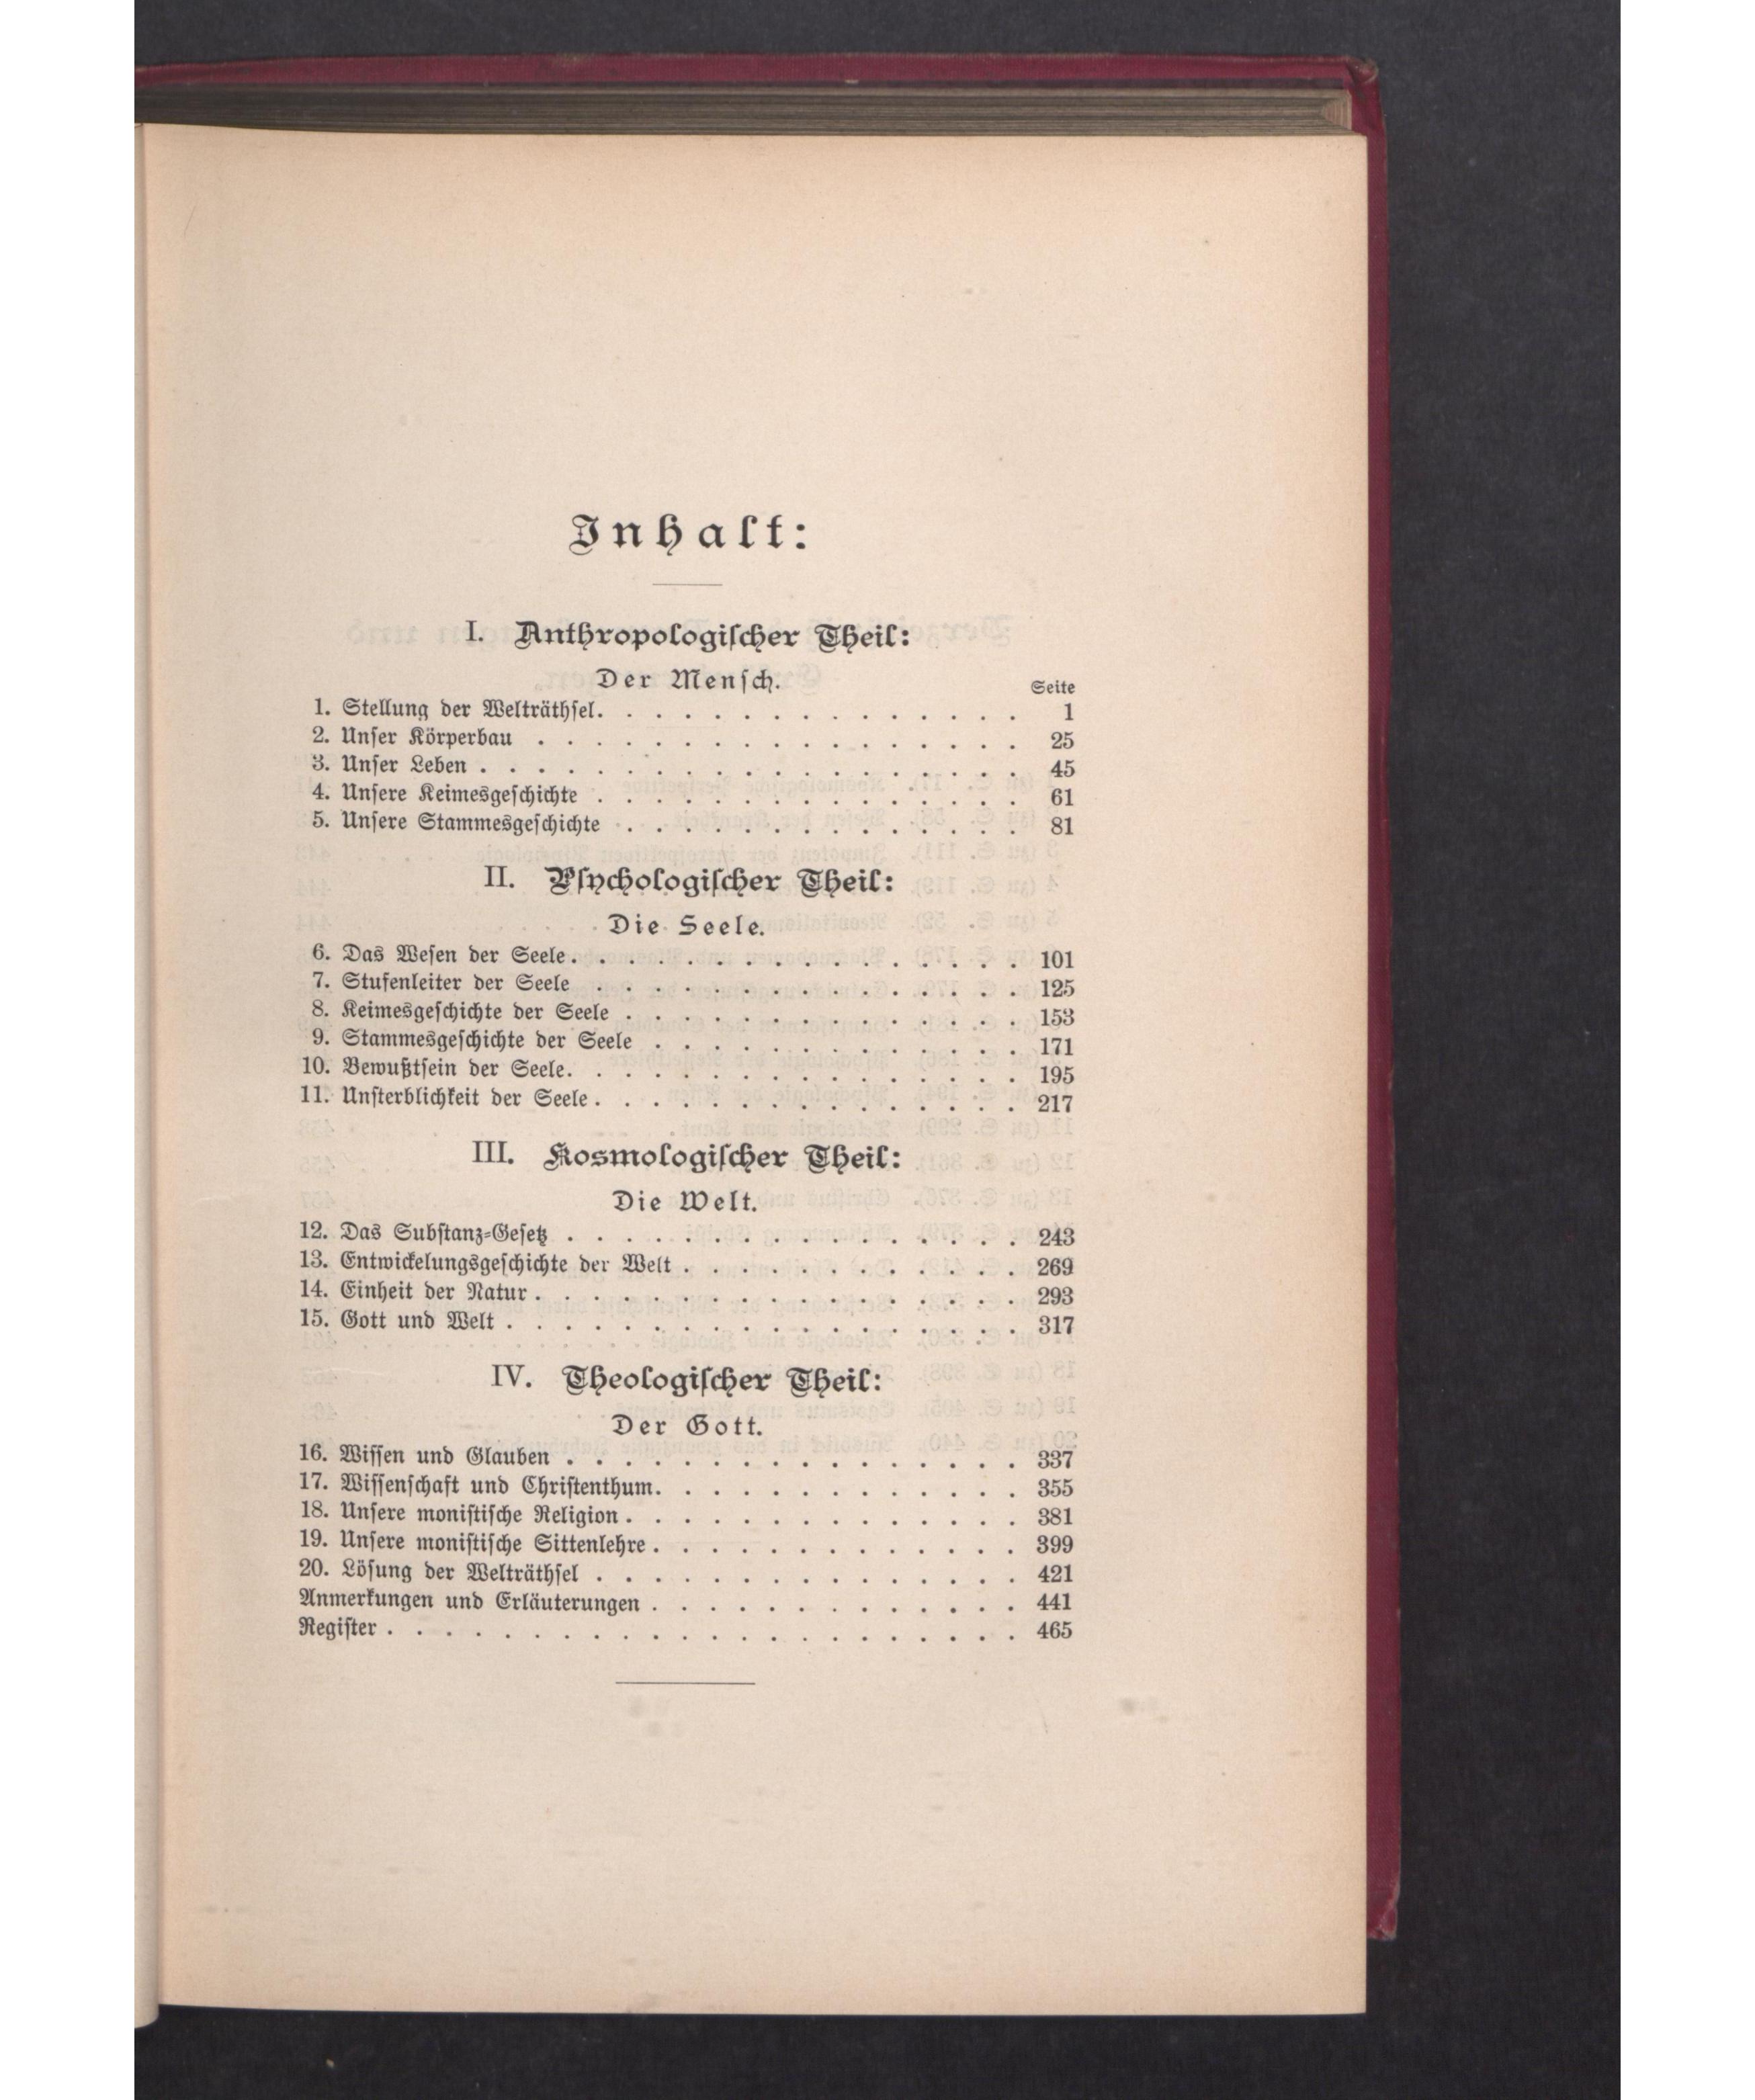 Inhalt:
I. Anthropologischer Theil:
Der Mensch.
Seite
1. Stellung der Welträthsel. . . . . . . . . . . . . . . 1
2. Unser Körperbau . . . . . . . . . . . . . . . . . 25
3. Unser Leben . . . . . . . . . . . . . . . . . . . 45
4. Unsere Keimesgeschichte . . . . . . . . . . . . . . . 61
5. Unsere Stammesgeschichte . . . . . . . . . . . . . . 81
II. Psychologischer Theil:
Die Seele.
6. Das Wesen der Seele. . . . . . . . . . . . . . . . 101
7. Stufenleiter der Seele . . . . . . . . . . . . . . . 125
8. Keimesgeschichte der Seele . . . . . . . . . . . . . . 153
9. Stammesgeschichte der Seele . . . . . . . . . . . . . 171
10. Bewußtsein der Seele. . . . . . . . . . . . . . . . 195
11. Unsterblichkeit der Seele . . . . . . . . . . . . . . . 217
III. Kosmologischer Theil:
Die Welt.
12. Das Substanz-Gesetz . . . . . . . . . . . . . . . . 243
13. Entwickelungsgeschichte der Welt . . . . . . . . . . . . 269
14. Einheit der Natur . . . . . . . . . . . . . . . . . 293
15. Gott und Welt . . . . . . . . . . . . . . . . . . 317
IV. Theologischer Theil:
Der Gott.
16. Wissen und Glauben . . . . . . . . . . . . . . . . 337
17. Wissenschaft und Christenthum. . . . . . . . . . . . . 355
18. Unsere monistische Religion . . . . . . . . . . . . . . 381
19. Unsere monistische Sittenlehre . . . . . . . . . . . . . 399
20. Lösung der Welträthsel . . . . . . . . . . . . . . . 421
Anmerkungen und Erläuterungen . . . . . . . . . . . . . 441
Register . . . . . . . . . . . . . . . . . . . . . . 465